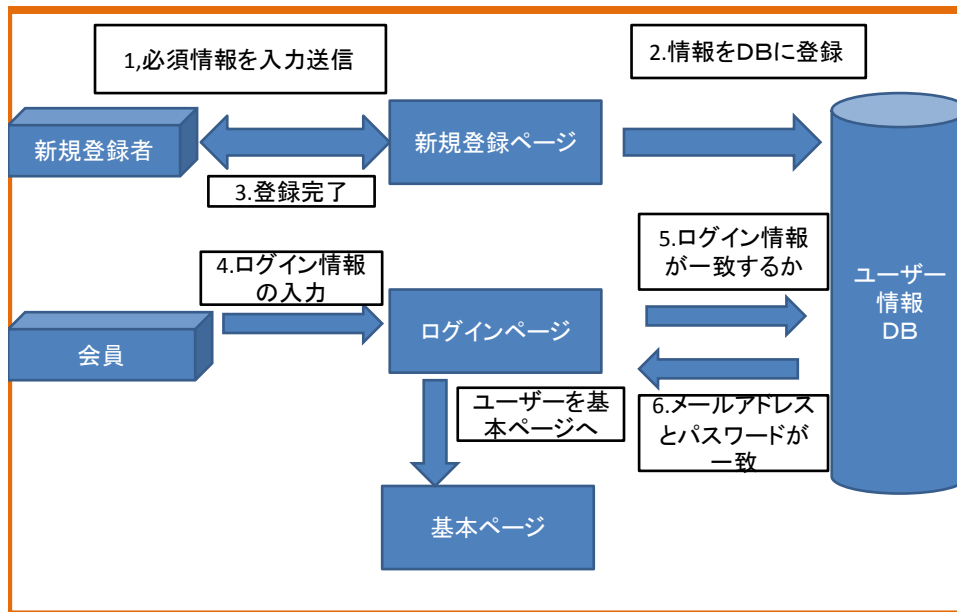 1,必須情報を入力送信
2.情報をDBに登録
新規登録者
新規登録ページ
3.登録完了
4.ログイン情報
の入力
5.ログイン情報
が一致するか
ユーザー
情報
DB
会員
ログインページ
ユーザーを基
本ページへ
6.メールアドレス
とパスワードが
一致
基本ページ